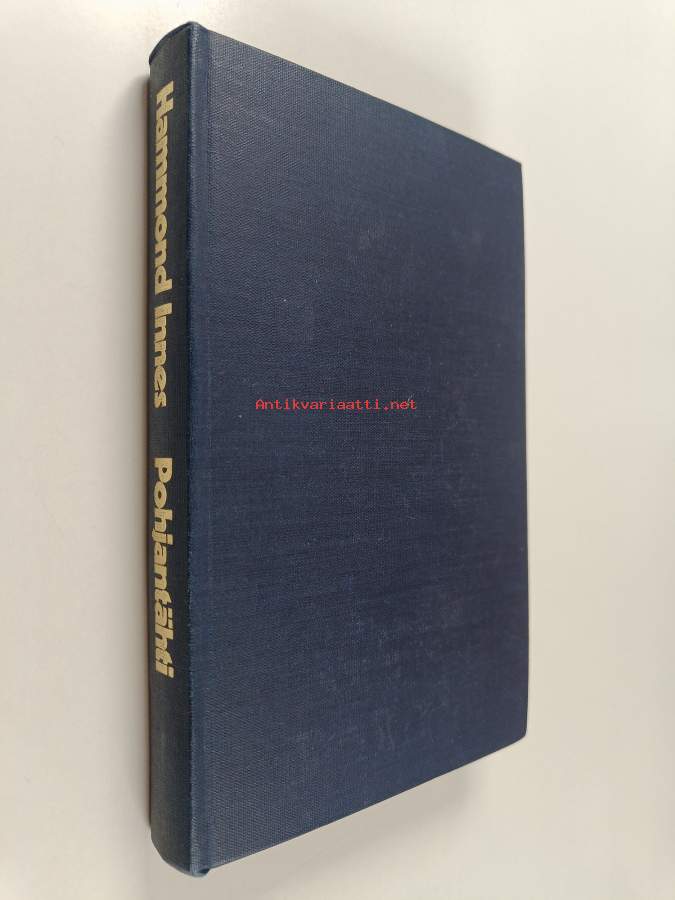 Hammond Innes Pohjantähti
Antikvariaatti.net